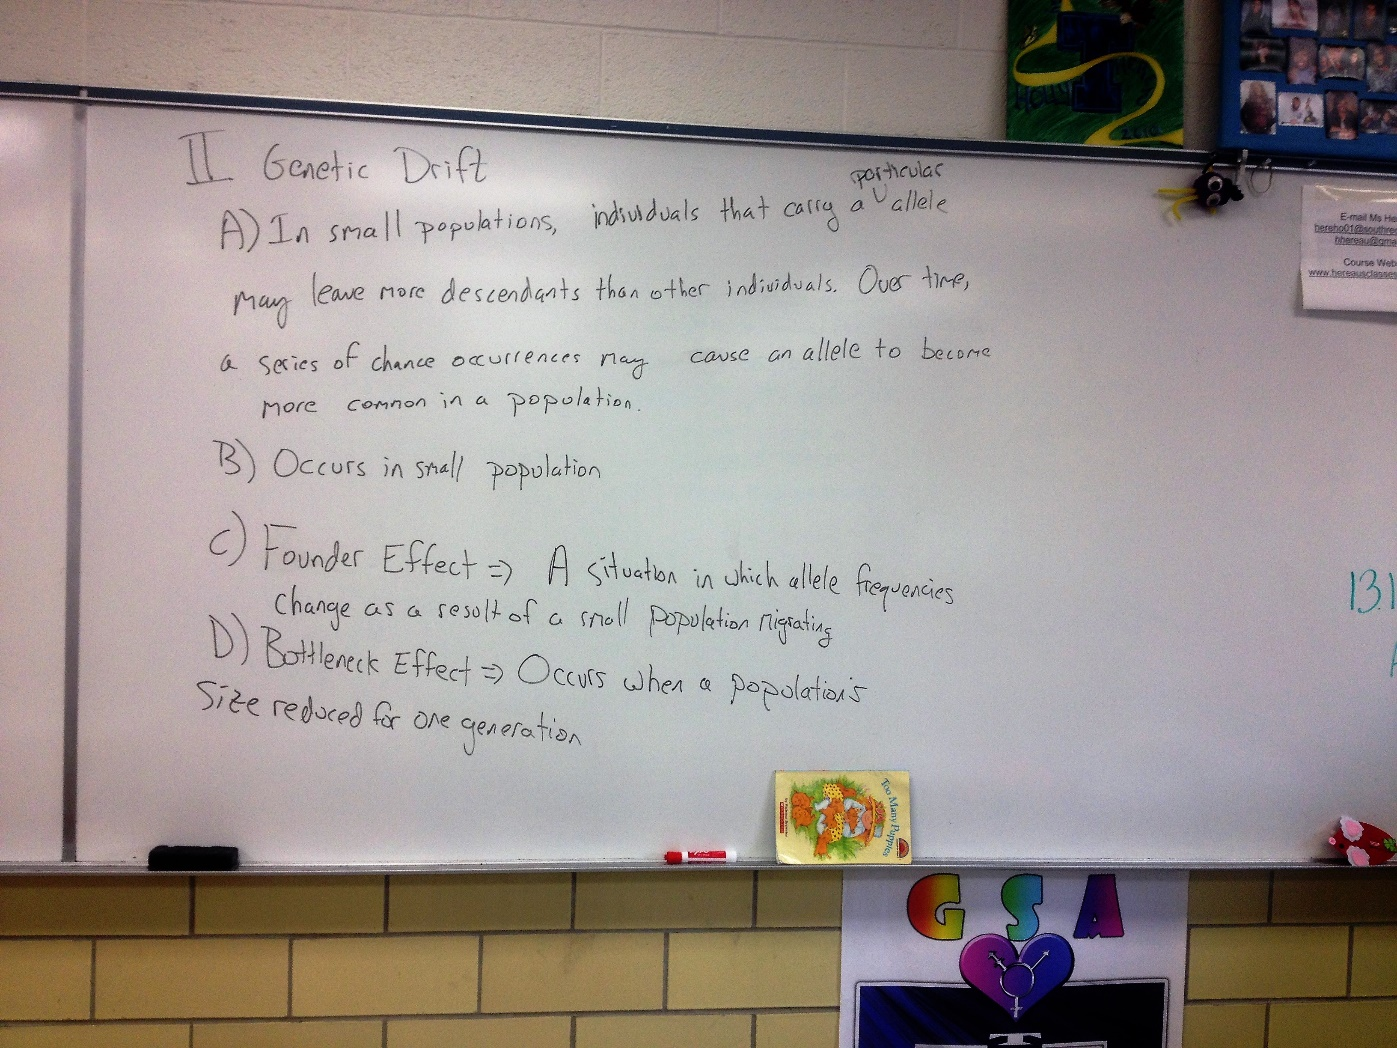 II Genetic Drift
particular
A) In small populations, individuals that carry a allele
may leave more descendants than other individuals. Over time,
a series of chance occurrences may cause an allele to become
more common in a population.
B) Occurs in small population
C) Founder Effect => A situation in which allele frequencies
change as a result of a small population migrating
D) Bottleneck Effect => Occurs when a population's
size reduced for one generation
E-mail Ms He
Course Web
13.1
Too Many Puppies
GSA